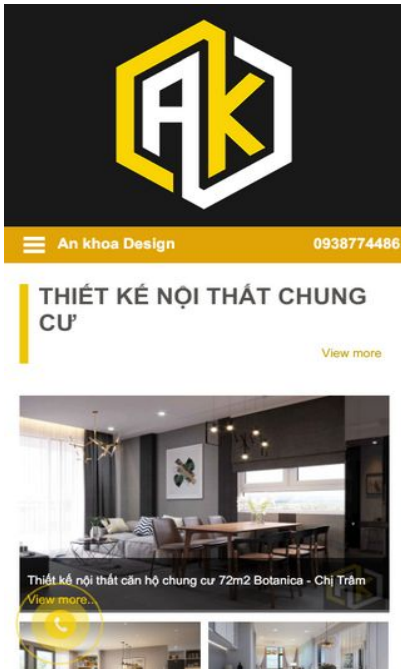 AK
An khoa Design
0938774486
THIẾT KẾ NỘI THẤT CHUNG
CƯ
View more
Thiết kế nội thất căn hộ chung cư 72m2 Botanica - Chị Trâm
View more...
AK